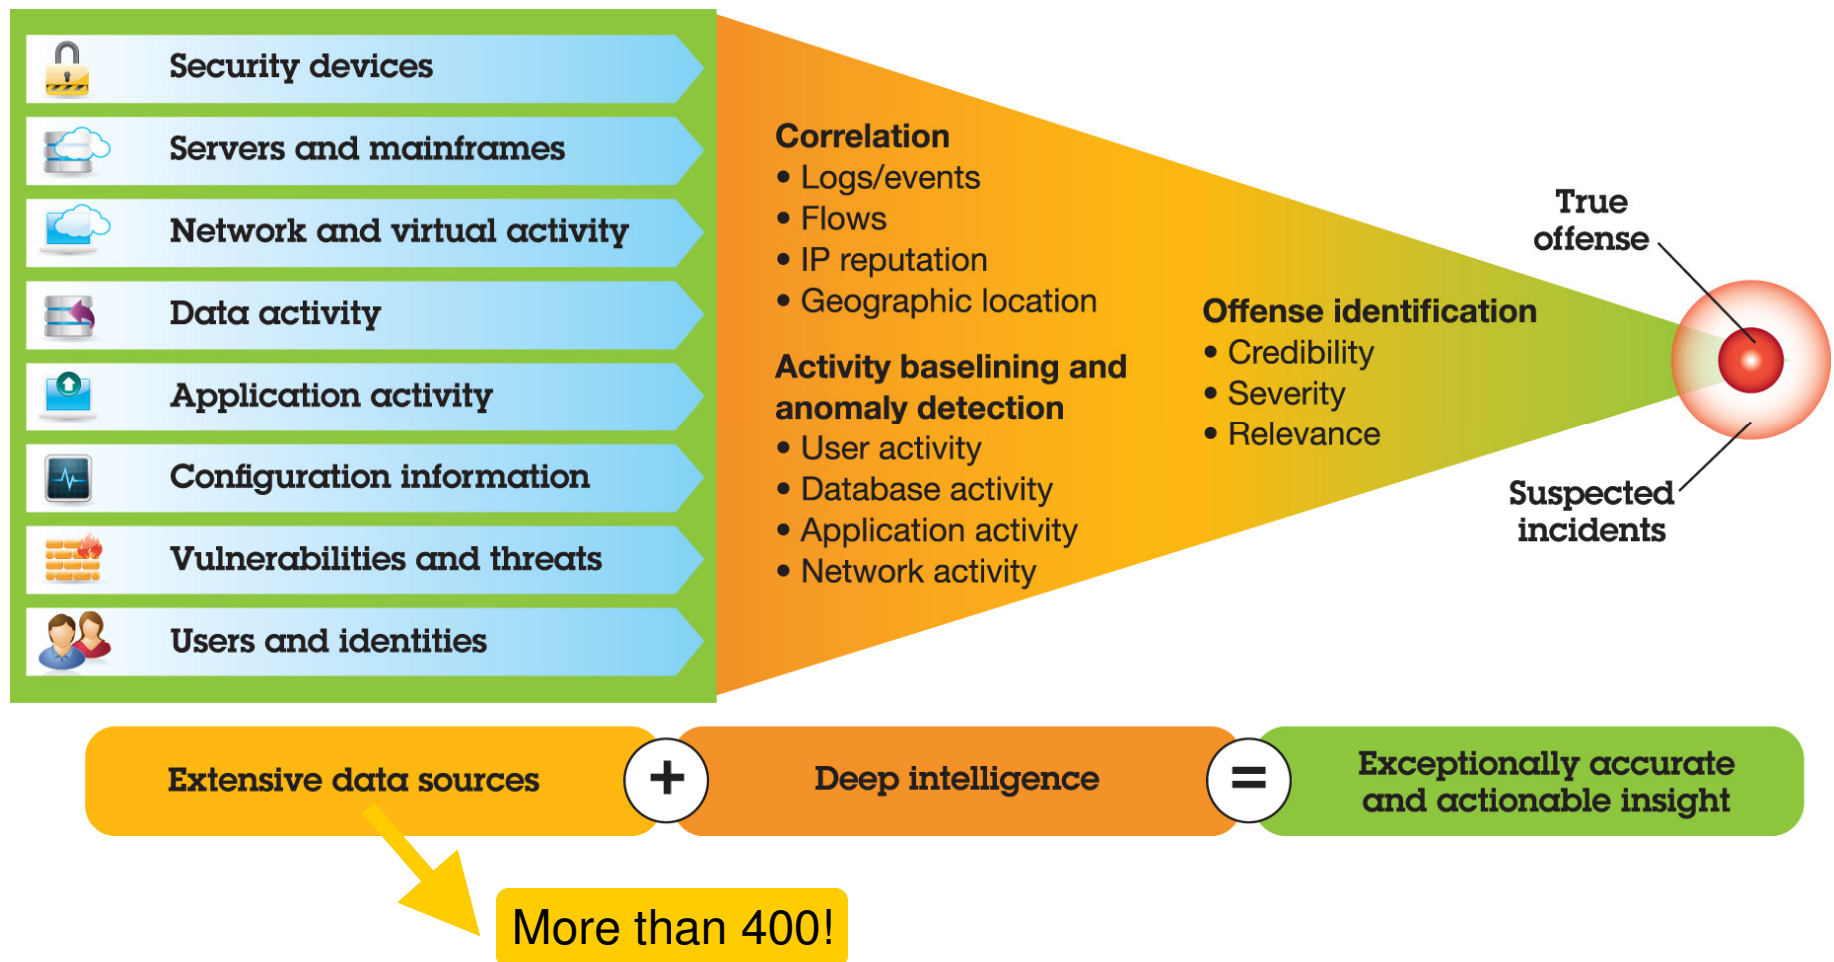 Security devices
Servers and mainframes
Network and virtual activity
Data activity
Application activity
Configuration information
Vulnerabilities and threats
Users and identities
Correlation
• Logs/events
• Flows
• IP reputation
• Geographic location
Activity baselining and
anomaly detection
• User activity
• Database activity
• Application activity
• Network activity
Offense identification
• Credibility
• Severity
• Relevance
True
offense
Suspected
incidents
Extensive data sources
+
Deep intelligence
=
Exceptionally accurate
and actionable insight
More than 400!